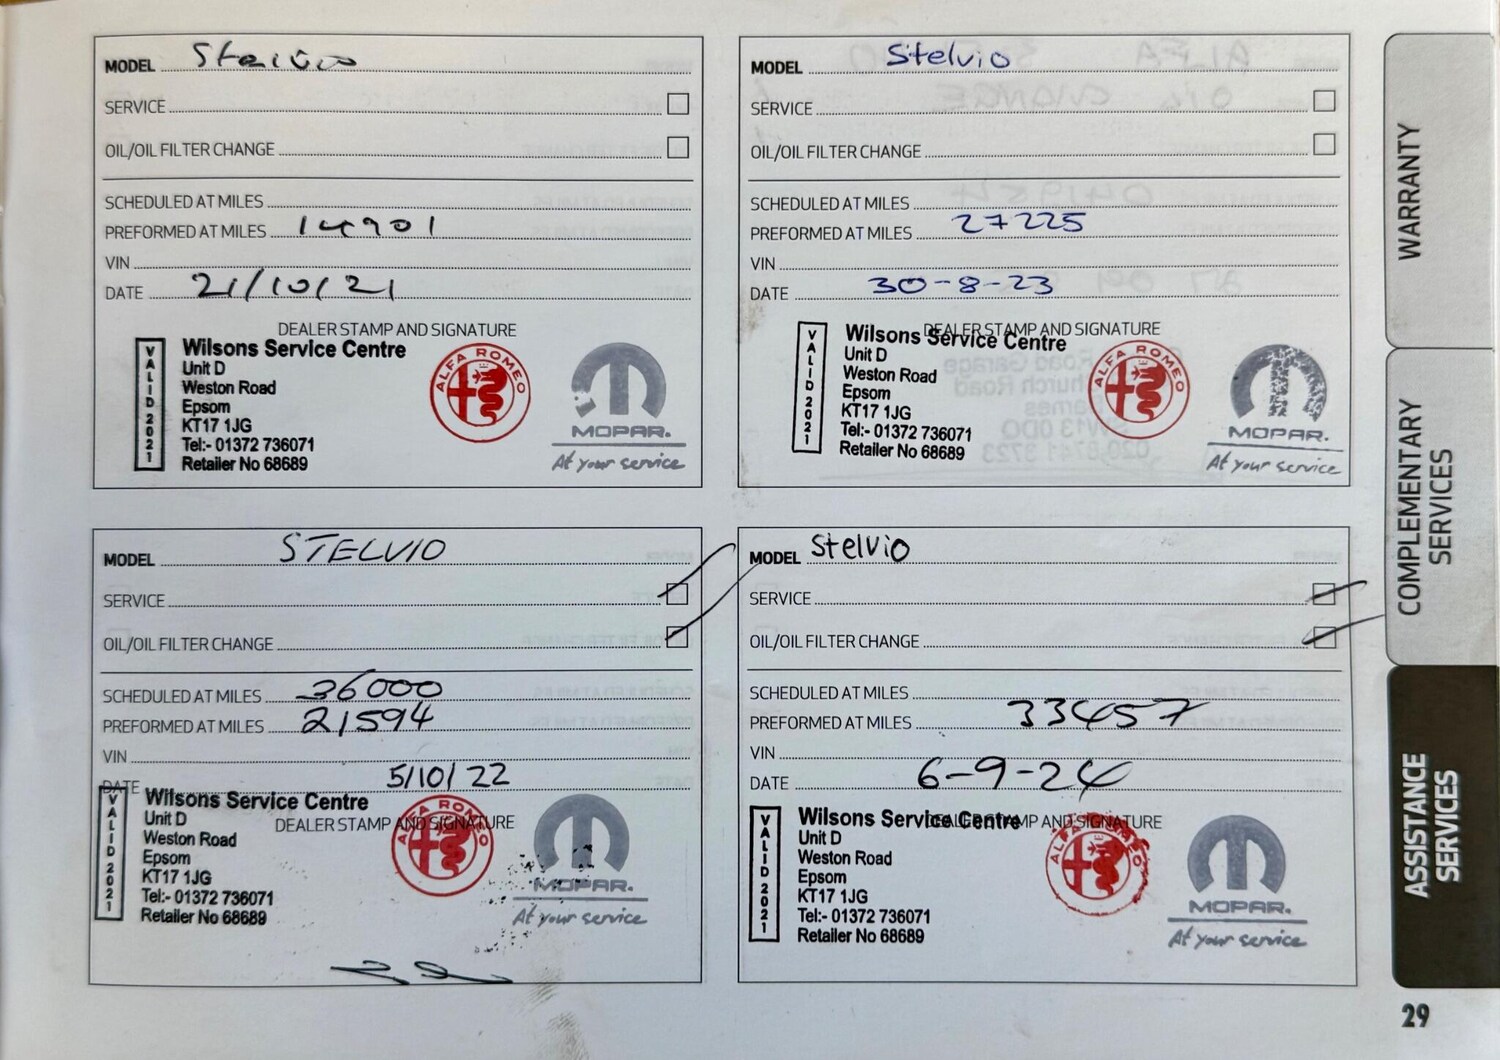 MODEL Stelvio
SERVICE
OIL/OIL FILTER CHANGE
SCHEDULED AT MILES
PREFORMED AT MILES 14901
VIN
DATE 21/10/21
DEALER STAMP AND SIGNATURE
VALID 2021
Wilsons Service Centre
Unit D
Weston Road
Epsom
KT17 1JG
Tel:- 01372 736071
Retailer No 68689
ALFA ROMEO
MOPAR.
At your service
MODEL Stelvio
SERVICE
OIL/OIL FILTER CHANGE
SCHEDULED AT MILES
PREFORMED AT MILES 27225
VIN
DATE 30-8-23
DEALER STAMP AND SIGNATURE
VALID 2021
Wilsons Service Centre
Unit D
Weston Road
Epsom
KT17 1JG
Tel:- 01372 736071
Retailer No 68689
ALFA ROMEO
MOPAR.
At your service
MODEL STELVIO
SERVICE
OIL/OIL FILTER CHANGE
SCHEDULED AT MILES 36000
PREFORMED AT MILES 21594
VIN
DATE 5/10/22
DEALER STAMP AND SIGNATURE
VALID 2021
Wilsons Service Centre
Unit D
Weston Road
Epsom
KT17 1JG
Tel:- 01372 736071
Retailer No 68689
ALFA ROMEO
MOPAR.
At your service
MODEL Stelvio
SERVICE
OIL/OIL FILTER CHANGE
SCHEDULED AT MILES
PREFORMED AT MILES 33457
VIN
DATE 6-9-24
DEALER STAMP AND SIGNATURE
VALID 2021
Wilsons Service Centre
Unit D
Weston Road
Epsom
KT17 1JG
Tel:- 01372 736071
Retailer No 68689
ALFA ROMEO
MOPAR.
At your service
WARRANTY
COMPLEMENTARY
SERVICES
ASSISTANCE
SERVICES
29